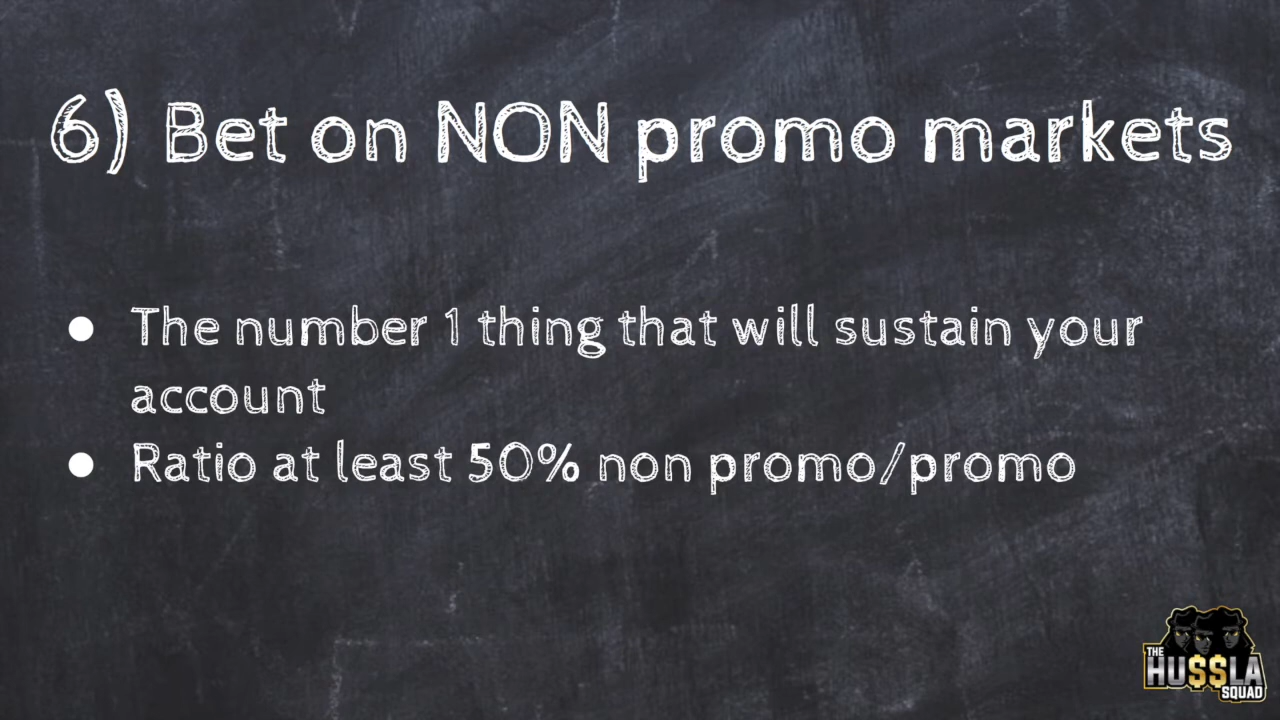 6) Bet on NON promo markets
● The number 1 thing that will sustain your
account
● Ratio at least 50% non promo/promo
THE
HU$$LA
SQUAD